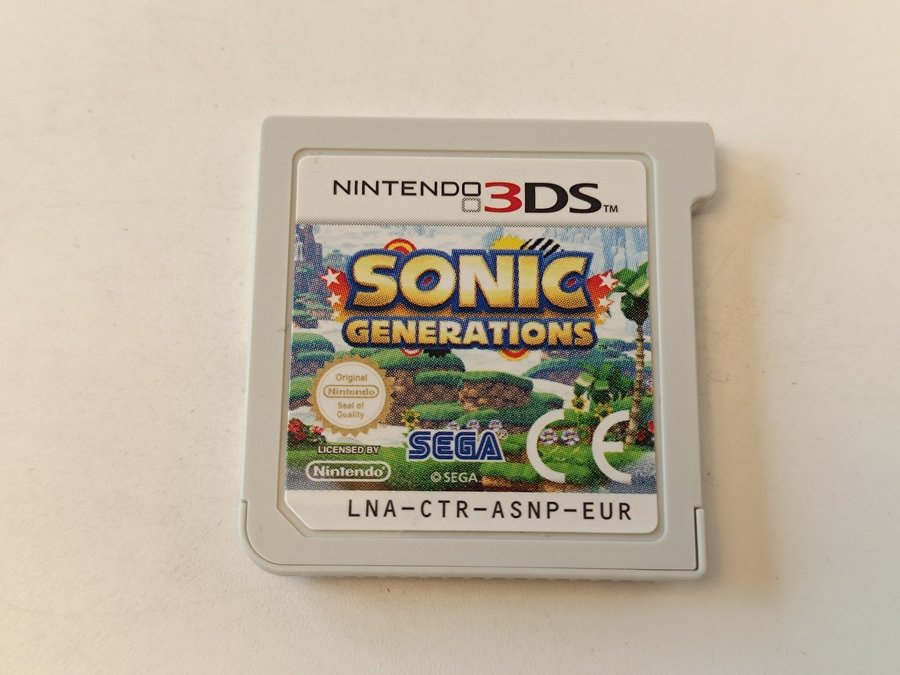 NINTENDO 3DS™
SONIC
GENERATIONS
Original
Nintendo
Seal of
Quality
LICENSED BY
Nintendo
SEGA
© SEGA
CE
LNA-CTR-ASNP-EUR